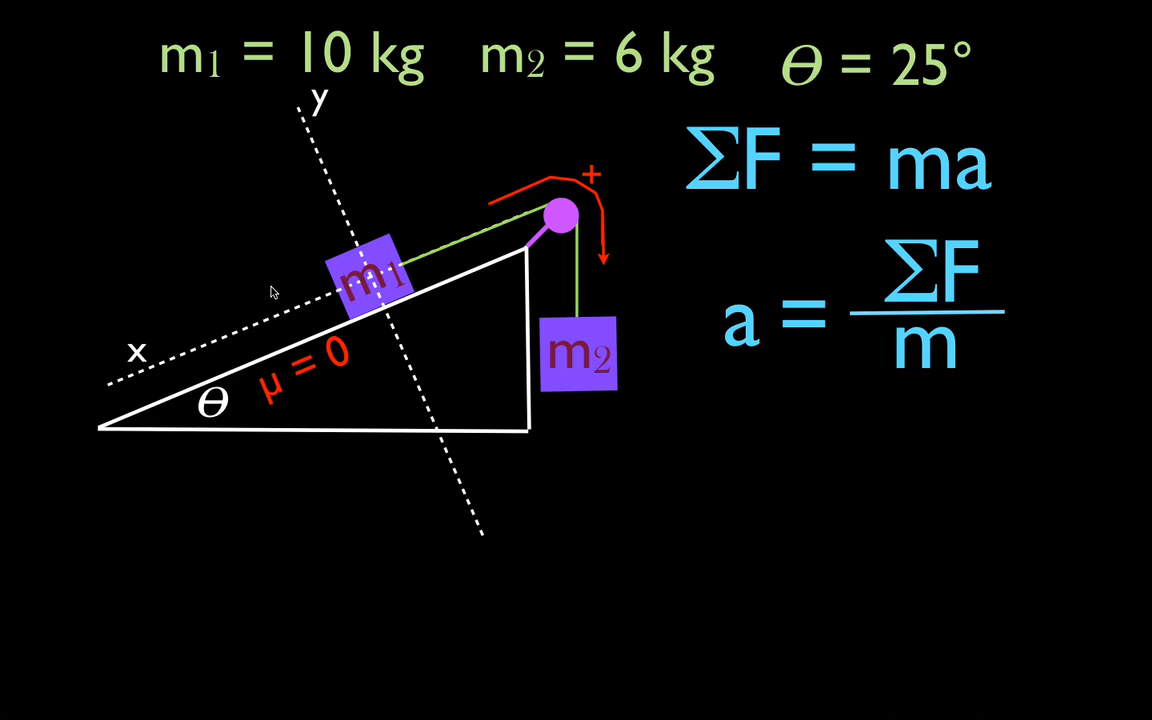 m₁ = 10 kg m₂ = 6 kg Θ = 25°
y
+
ΣF = ma
m₁
a = ΣF / m
x
μ = 0
m₂
Θ